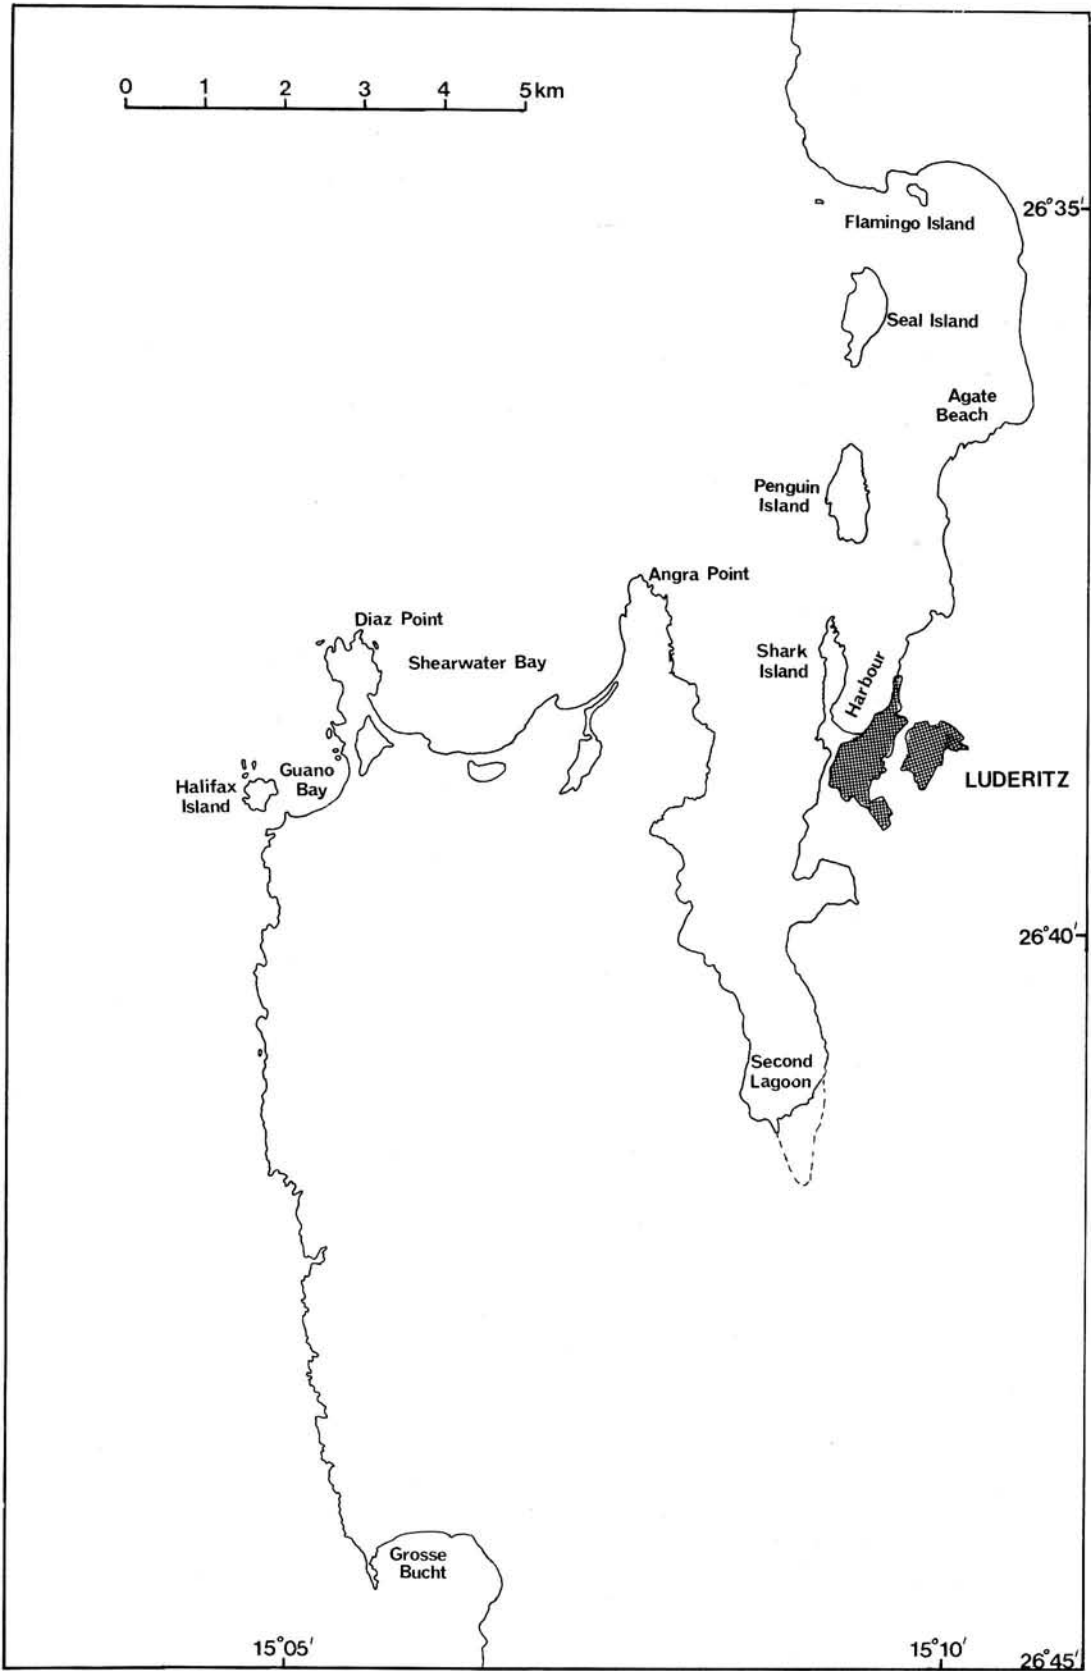 0 1 2 3 4 5 km
26°35'
Flamingo Island
Seal Island
Agate
Beach
Penguin
Island
Angra Point
Diaz Point
Shearwater Bay
Shark
Island
Harbour
Guano
Bay
Halifax
Island
LUDERITZ
26°40'
Second
Lagoon
Grosse
Bucht
15°05'
15°10'
26°45'